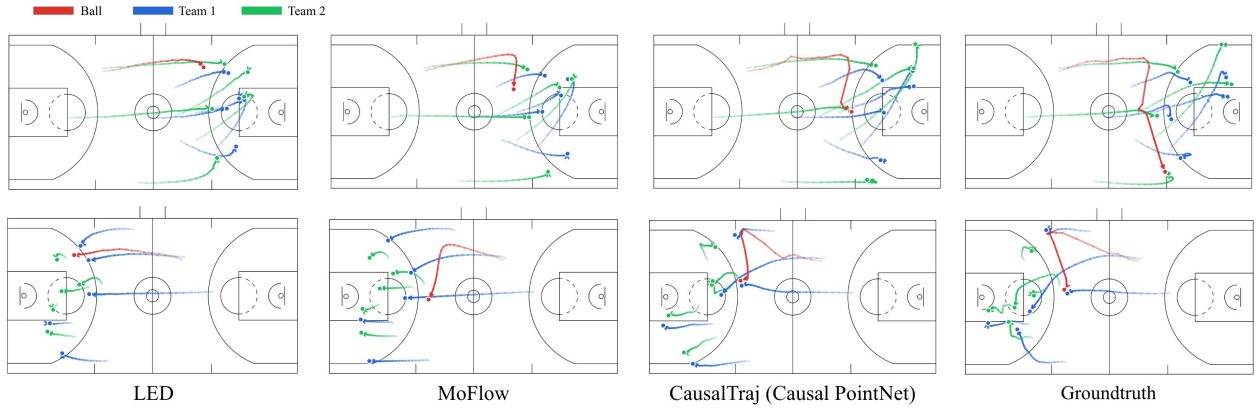 Ball Team 1 Team 2
LED MoFlow CausalTraj (Causal PointNet) Groundtruth